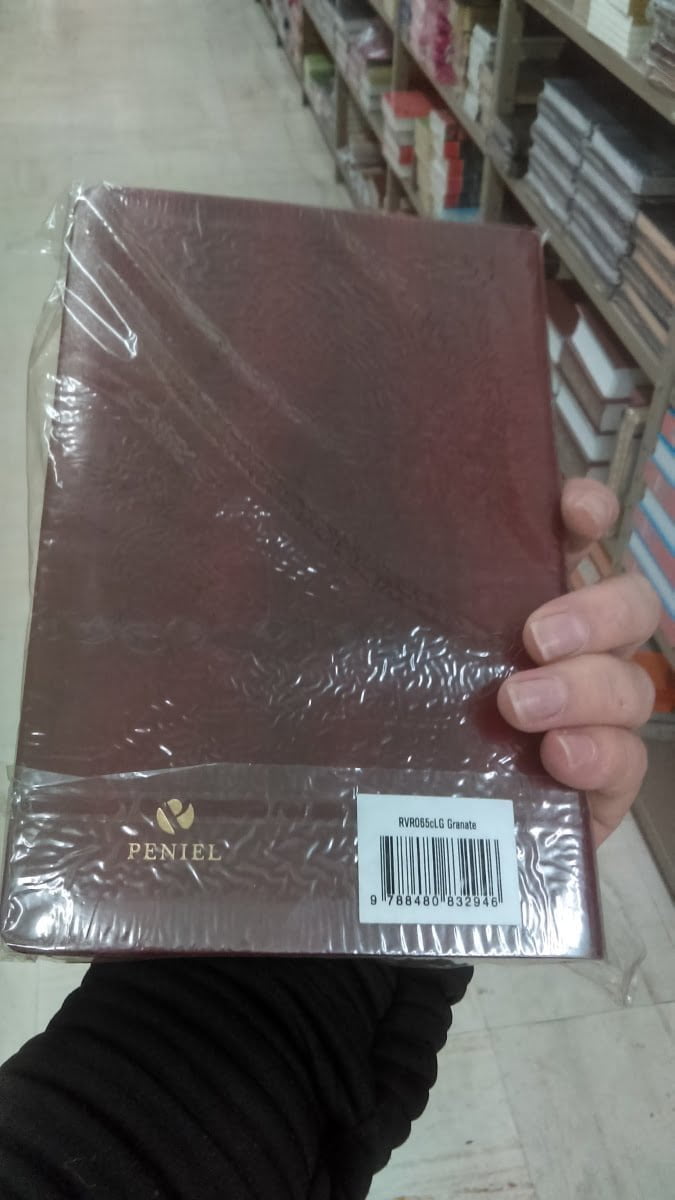 PENIEL
RVR065cLG Granate
9 788480 832946